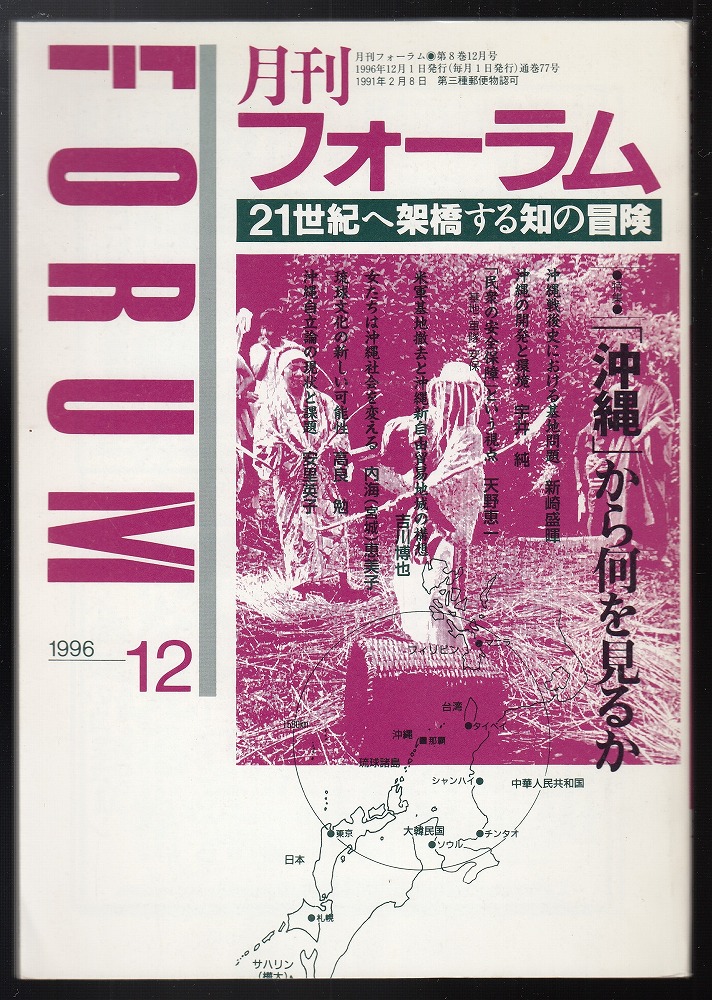 FORUM
1996
12
月刊
フォーラム
月刊フォーラム●第8巻12月号
1996年12月1日発行(毎月1日発行)通巻77号
1991年2月8日 第三種郵便物認可
21世紀へ架橋する知の冒険
●特集●
「沖縄」から何を見るか
沖縄戦後史における基地問題 新崎盛暉
沖縄の開発と環境 宇井 純
「民衆の安全保障」という視点 天野恵一
米軍基地撤去と沖縄新自由貿易地域の構想
吉川博也
女たちは沖縄社会を変える 内海(宮城)恵美子
琉球文化の新しい可能性 高良 勉
沖縄自立論の現状と課題 安里英子
フィリピン
マニラ
台湾
タイペイ
沖縄
那覇
琉球諸島
シャンハイ
中華人民共和国
大韓民国
チンタオ
ソウル
東京
日本
札幌
サハリン
(樺太)